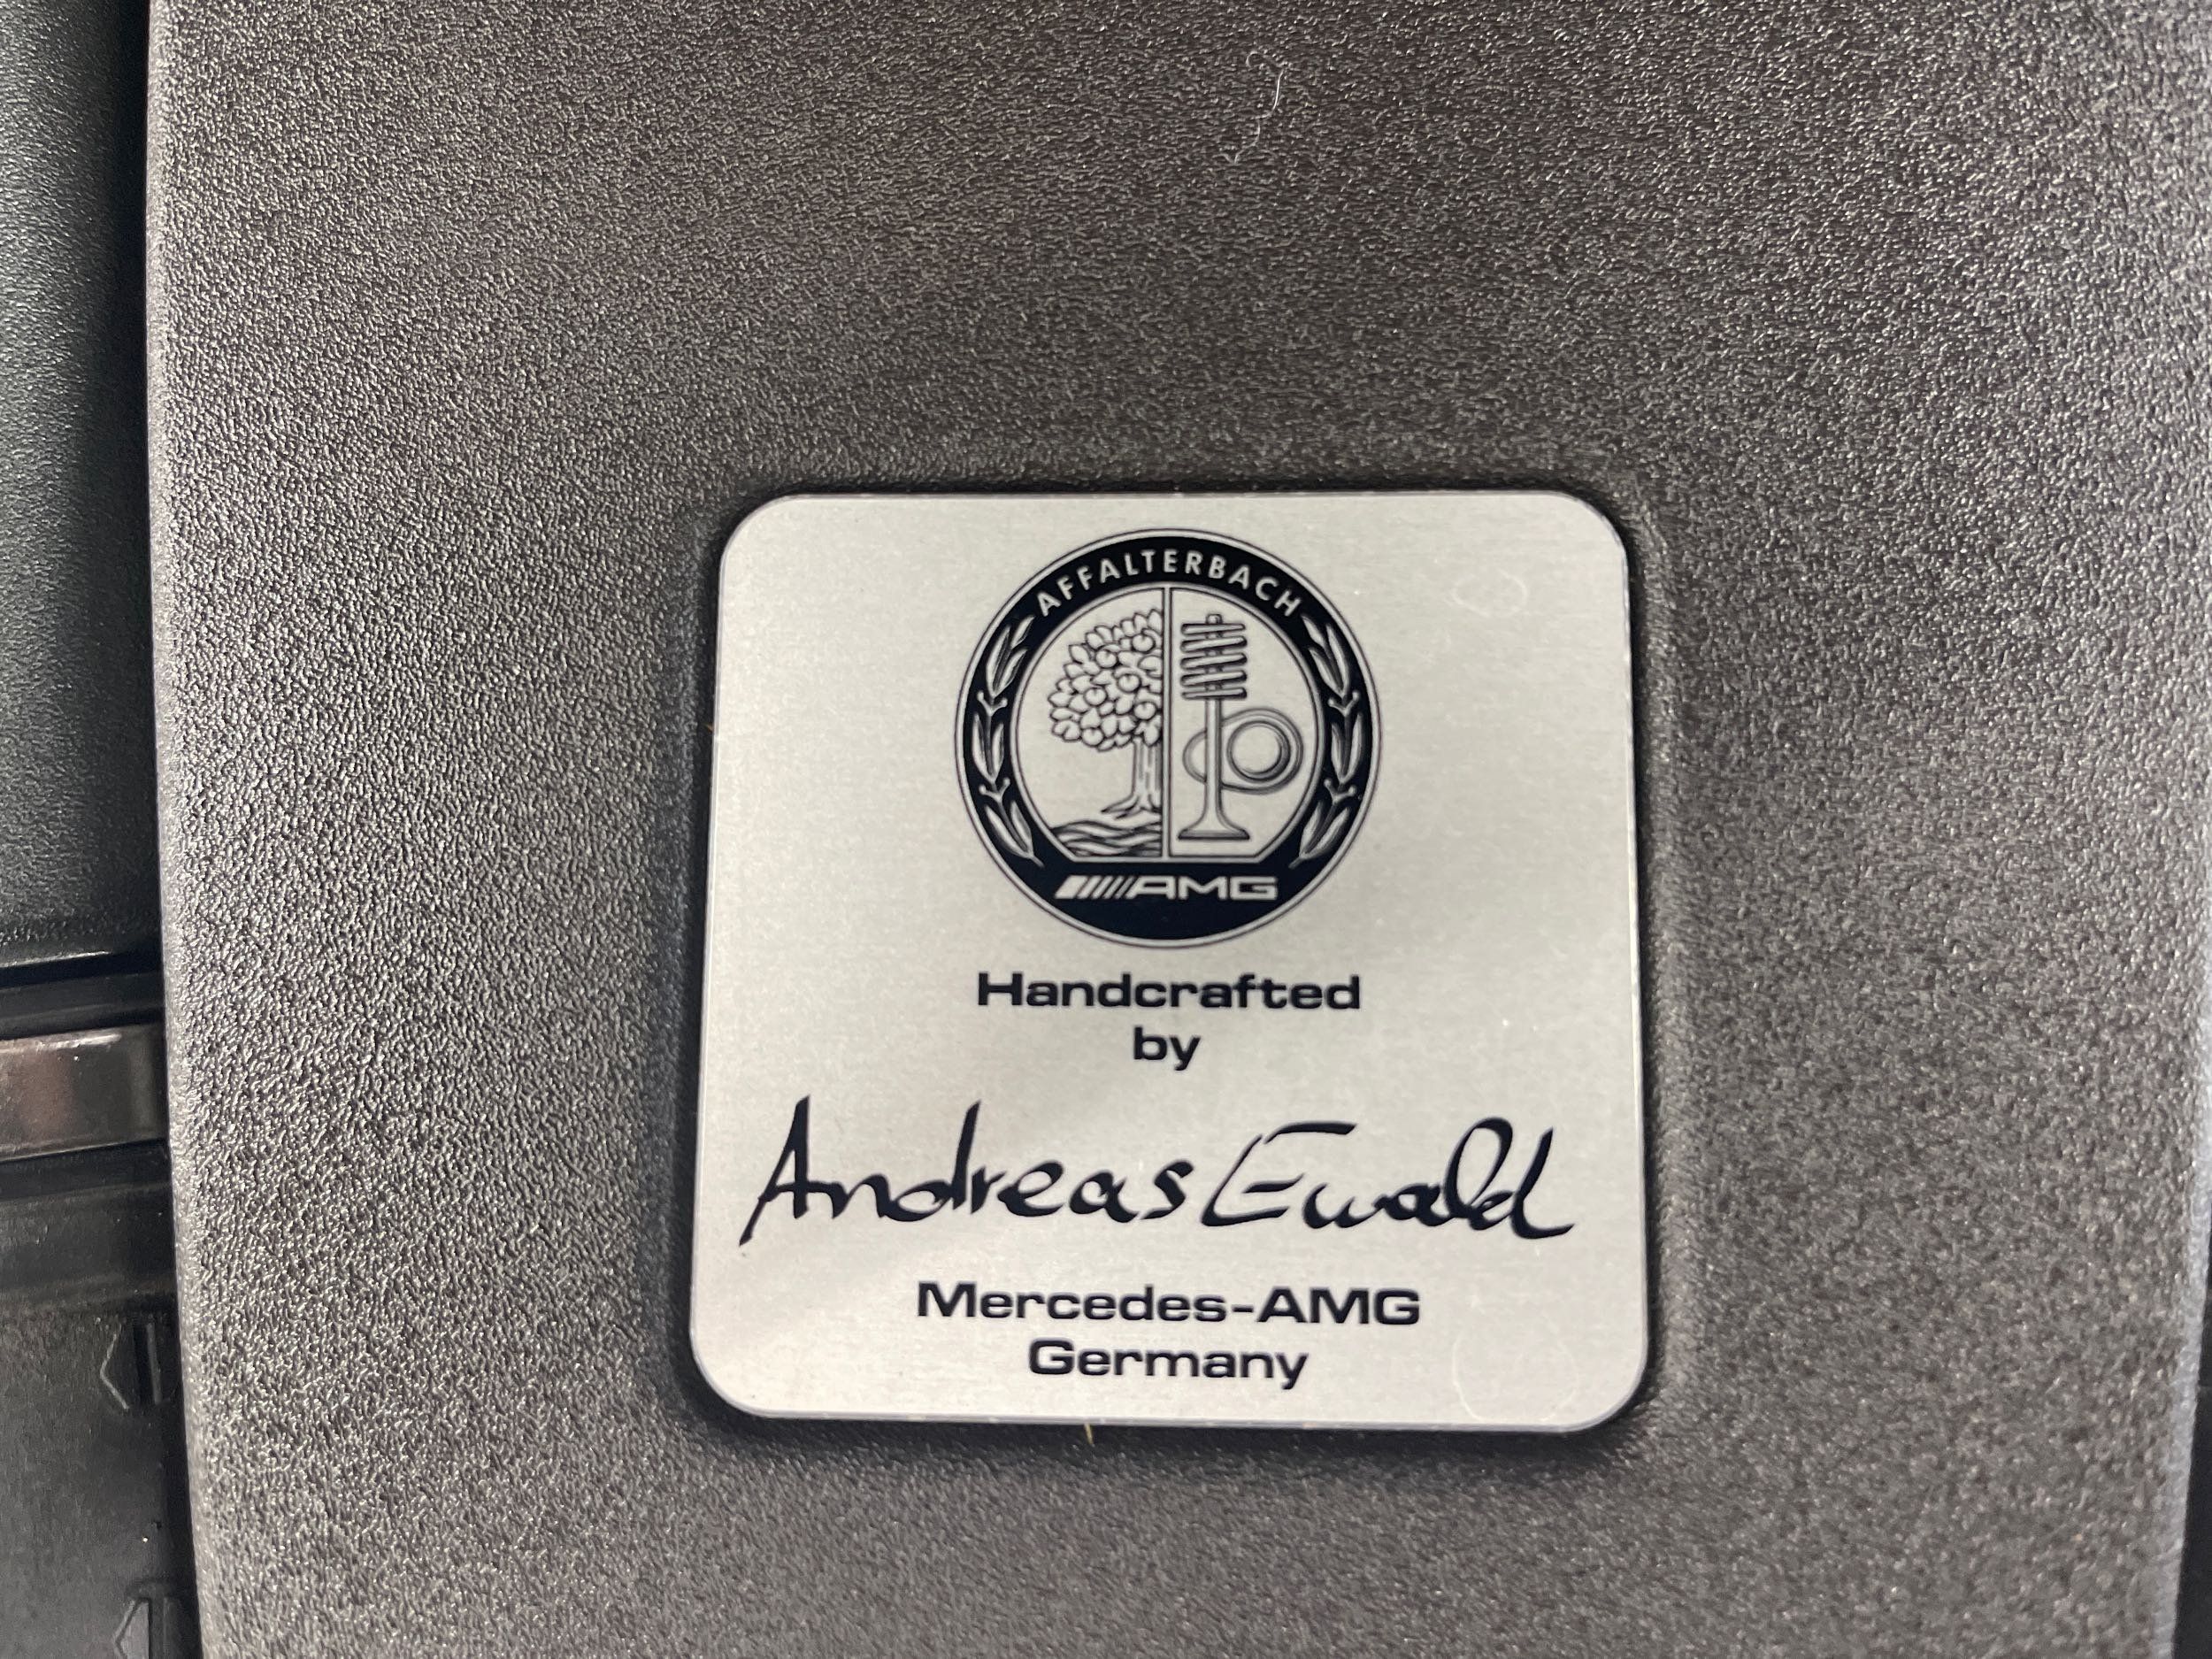 AFFALTERBACH
AMG
Handcrafted
by
Andreas Ewald
Mercedes-AMG
Germany